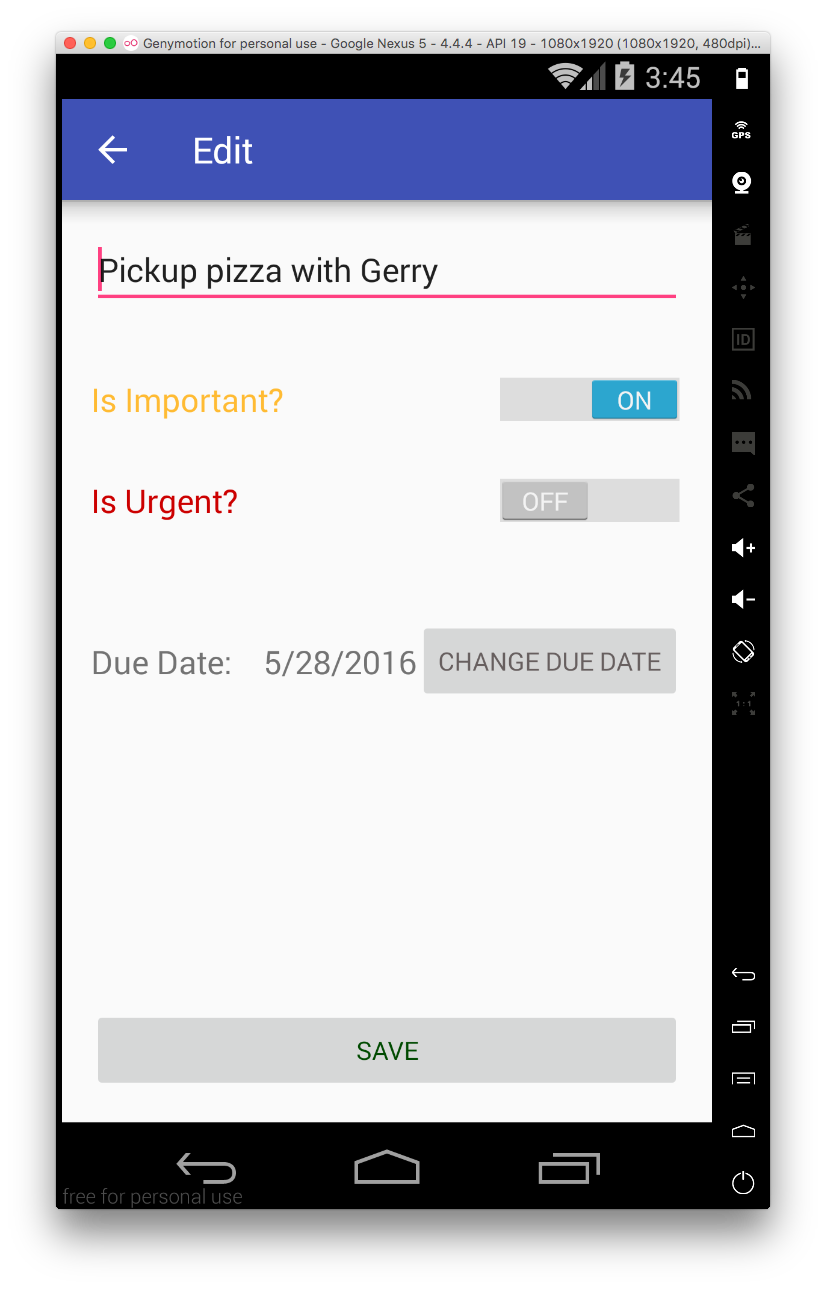 Genymotion for personal use - Google Nexus 5 - 4.4.4 - API 19 - 1080x1920 (1080x1920, 480dpi)...
3:45
GPS
Edit
Pickup pizza with Gerry
ID
Is Important? ON
Is Urgent? OFF
Due Date: 5/28/2016 CHANGE DUE DATE
1:1
SAVE
free for personal use